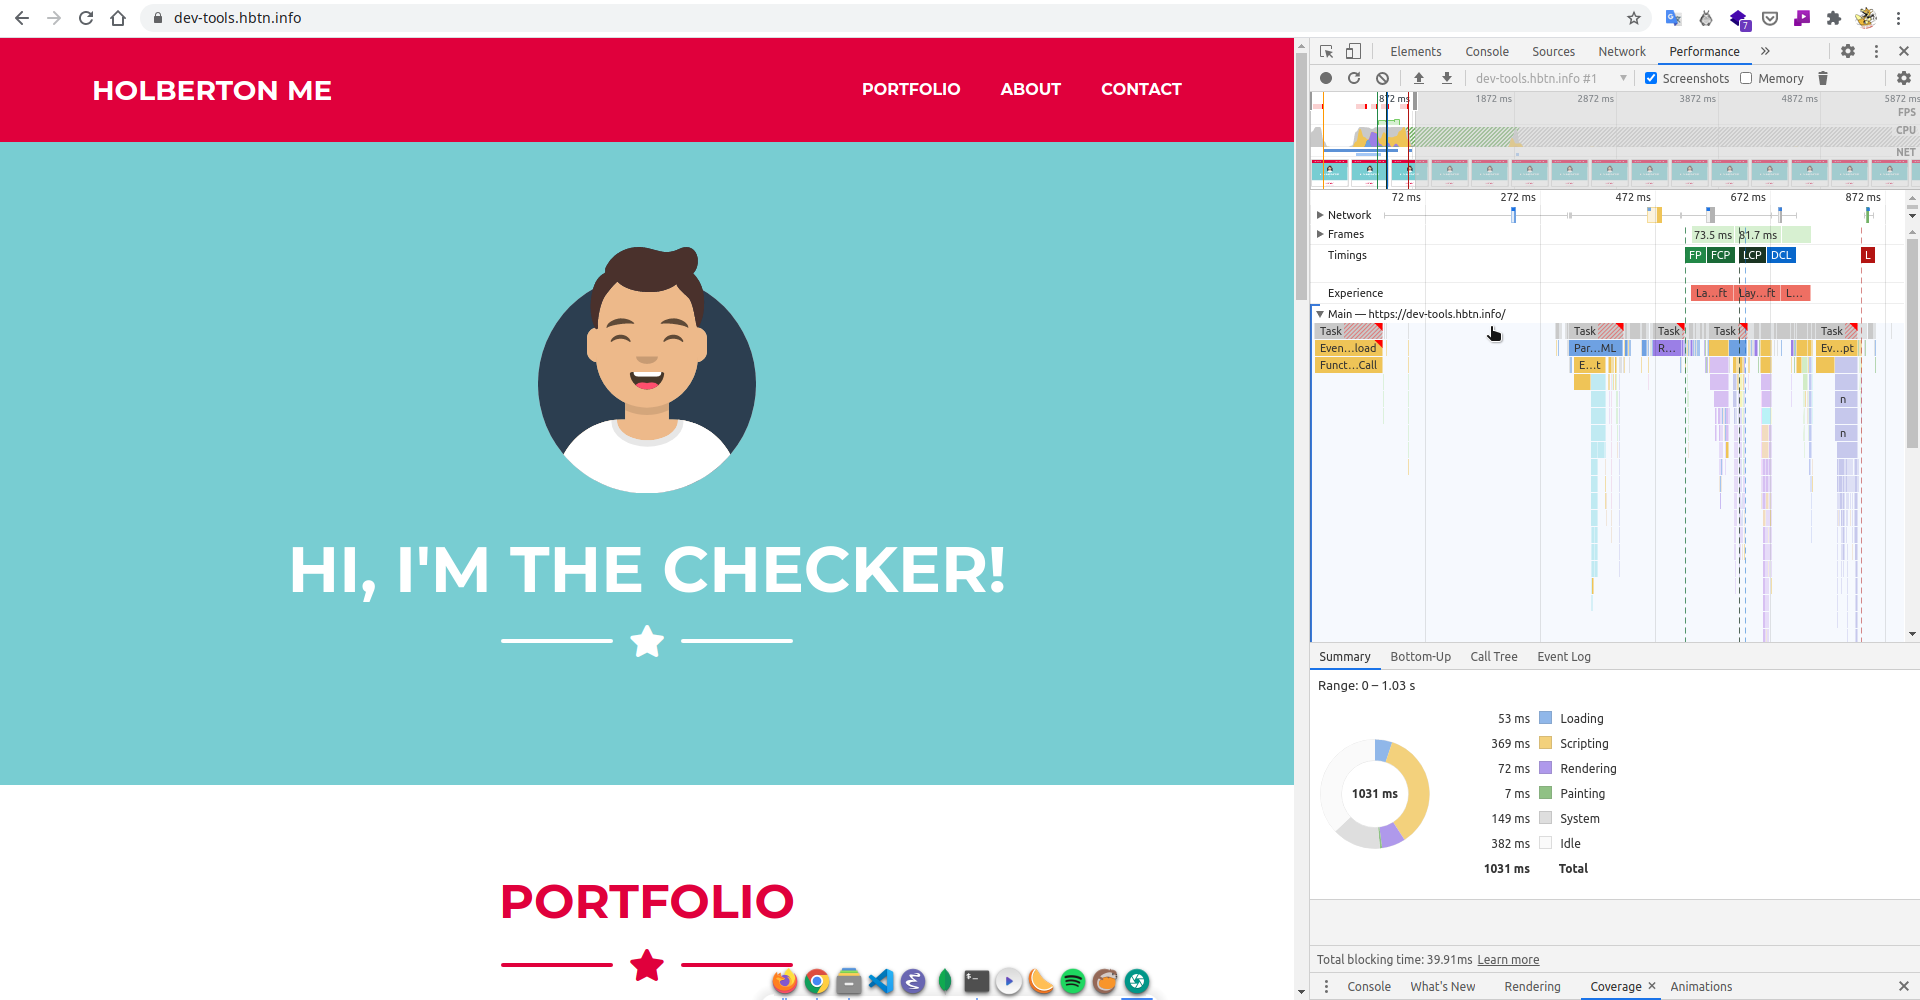 dev-tools.hbtn.info
7
HOLBERTON ME
PORTFOLIO ABOUT CONTACT
HI, I'M THE CHECKER!
PORTFOLIO
Elements Console Sources Network Performance
dev-tools.hbtn.info #1 Screenshots Memory
872 ms 1872 ms 2872 ms 3872 ms 4872 ms 5872 ms
FPS
CPU
NET
72 ms 272 ms 472 ms 672 ms 872 ms
Network
Frames 73.5 ms 81.7 ms
Timings FP FCP LCP DCL L
Experience La...ft Lay...ft L...
Main — https://dev-tools.hbtn.info/
Task Task Task Task Task
Even...load Par...ML R... Ev...pt
Funct...Call E...t
n
n
Summary Bottom-Up Call Tree Event Log
Range: 0 – 1.03 s
53 ms Loading
369 ms Scripting
72 ms Rendering
7 ms Painting
149 ms System
382 ms Idle
1031 ms Total
1031 ms
Total blocking time: 39.91ms Learn more
Console What's New Rendering Coverage Animations